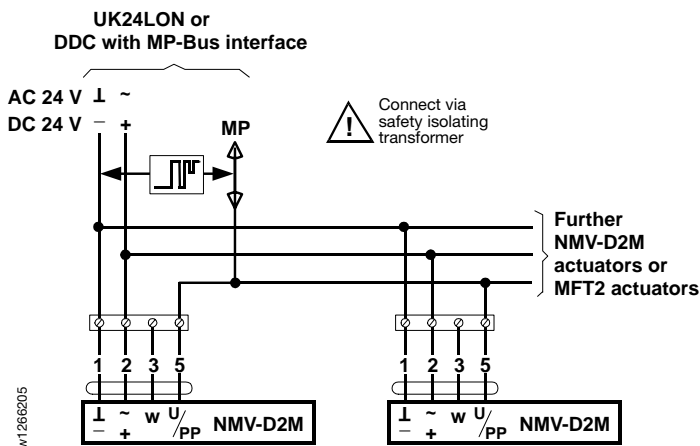 UK24LON or
DDC with MP-Bus interface
AC 24 V ⊥ ~
DC 24 V – +
MP
!
Connect via
safety isolating
transformer
Further
NMV-D2M
actuators or
MFT2 actuators
1 2 3 5
1 2 3 5
⊥ ~ w U/PP NMV-D2M
– +
⊥ ~ w U/PP NMV-D2M
– +
w1266205